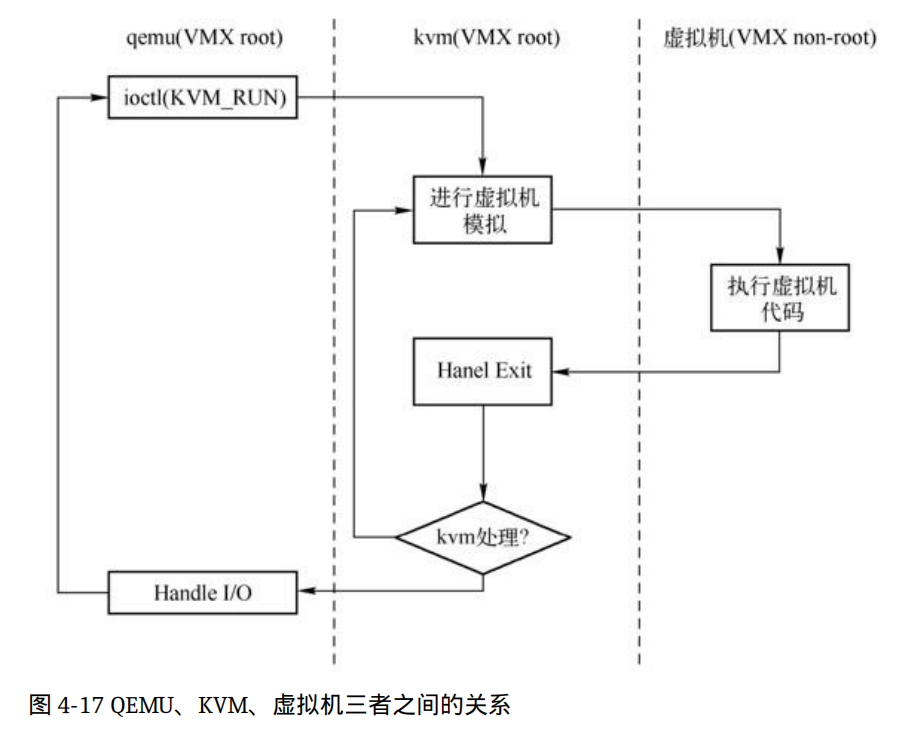 qemu(VMX root)
kvm(VMX root)
虚拟机(VMX non-root)
ioctl(KVM_RUN)
进行虚拟机
模拟
执行虚拟机
代码
Hanel Exit
kvm处理?
Handle I/O
图 4-17 QEMU、KVM、虚拟机三者之间的关系